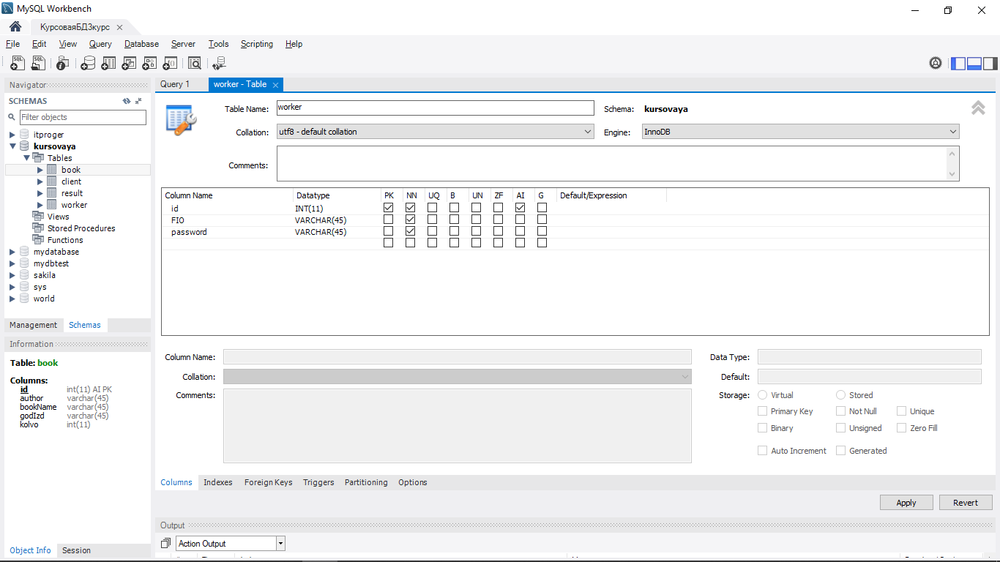 MySQL Workbench
КурсоваяБД3курс
File Edit View Query Database Server Tools Scripting Help
Navigator
SCHEMAS
Filter objects
itproger
kursovaya
Tables
book
client
result
worker
Views
Stored Procedures
Functions
mydatabase
mydbtest
sakila
sys
world
Management Schemas
Information
Table: book
Columns:
id int(11) AI PK
author varchar(45)
bookName varchar(45)
godIzd varchar(45)
kolvo int(11)
Object Info Session
Query 1 worker - Table
Table Name: worker Schema: kursovaya
Collation: utf8 - default collation Engine: InnoDB
Comments:
Column Name Datatype PK NN UQ B UN ZF AI G Default/Expression
id INT(11)
FIO VARCHAR(45)
password VARCHAR(45)
Column Name: Data Type:
Collation: Default:
Comments: Storage: Virtual Stored
Primary Key Not Null Unique
Binary Unsigned Zero Fill
Auto Increment Generated
Columns Indexes Foreign Keys Triggers Partitioning Options
Apply Revert
Output
Action Output